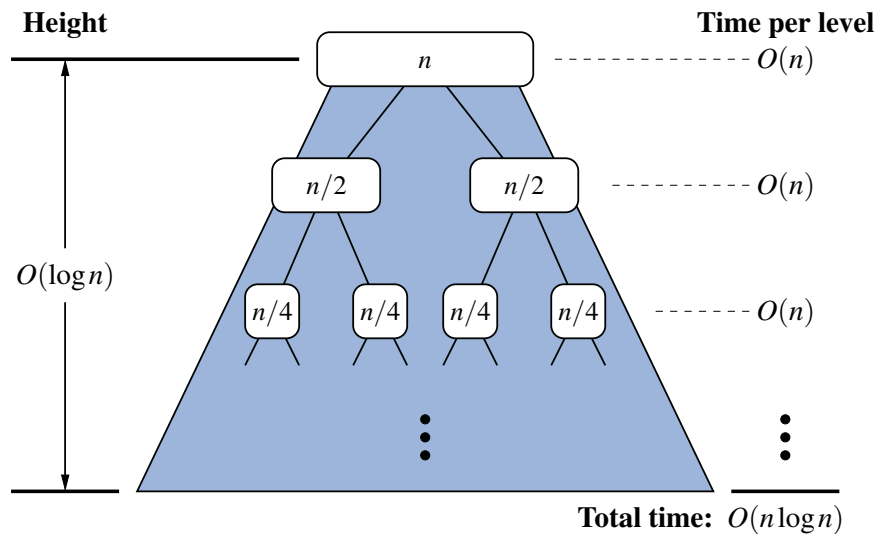 Height Time per level
n O(n)
n/2 n/2 O(n)
O(log n)
n/4 n/4 n/4 n/4 O(n)
Total time: O(n log n)